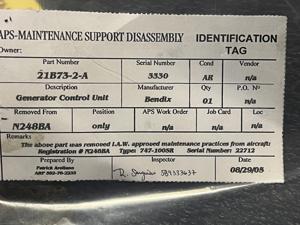 APS-MAINTENANCE SUPPORT DISASSEMBLY IDENTIFICATION TAG
Owner:
Part Number Serial Number Cond Vendor
21B73-2-A 3330 AR n/a
Description Manufacturer Qty P.O. Nº
Generator Control Unit Bendix 01 n/a
Removed From Position APS Work Order Job Card Loc
N248BA only n/a n/a n/a
Remarks
The above part was removed I.A.W. approved maintenance practices from aircraft:
Registration # N248BA Type: 747-100SR Serial Number: 22712
Prepared By Inspector Date
Patrick Arellano 08/29/05